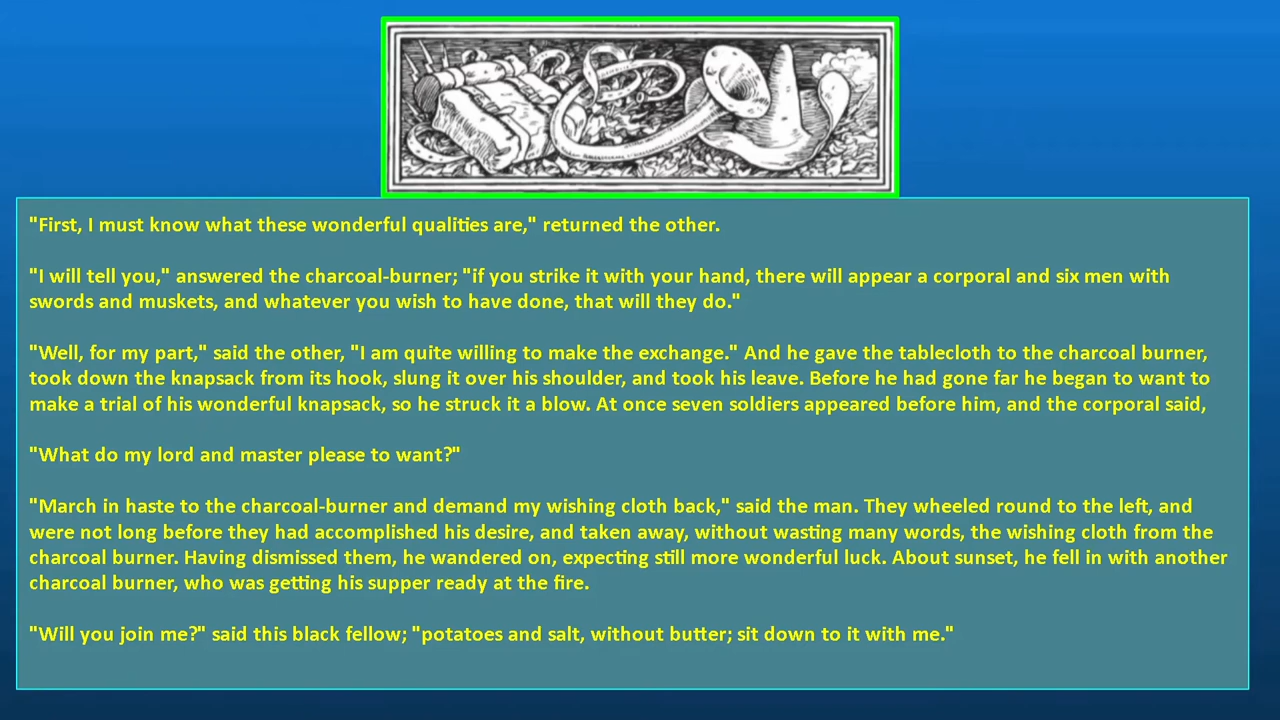 "First, I must know what these wonderful qualities are," returned the other.
"I will tell you," answered the charcoal-burner; "if you strike it with your hand, there will appear a corporal and six men with
swords and muskets, and whatever you wish to have done, that will they do."
"Well, for my part," said the other, "I am quite willing to make the exchange." And he gave the tablecloth to the charcoal burner,
took down the knapsack from its hook, slung it over his shoulder, and took his leave. Before he had gone far he began to want to
make a trial of his wonderful knapsack, so he struck it a blow. At once seven soldiers appeared before him, and the corporal said,
"What do my lord and master please to want?"
"March in haste to the charcoal-burner and demand my wishing cloth back," said the man. They wheeled round to the left, and
were not long before they had accomplished his desire, and taken away, without wasting many words, the wishing cloth from the
charcoal burner. Having dismissed them, he wandered on, expecting still more wonderful luck. About sunset, he fell in with another
charcoal burner, who was getting his supper ready at the fire.
"Will you join me?" said this black fellow; "potatoes and salt, without butter; sit down to it with me."